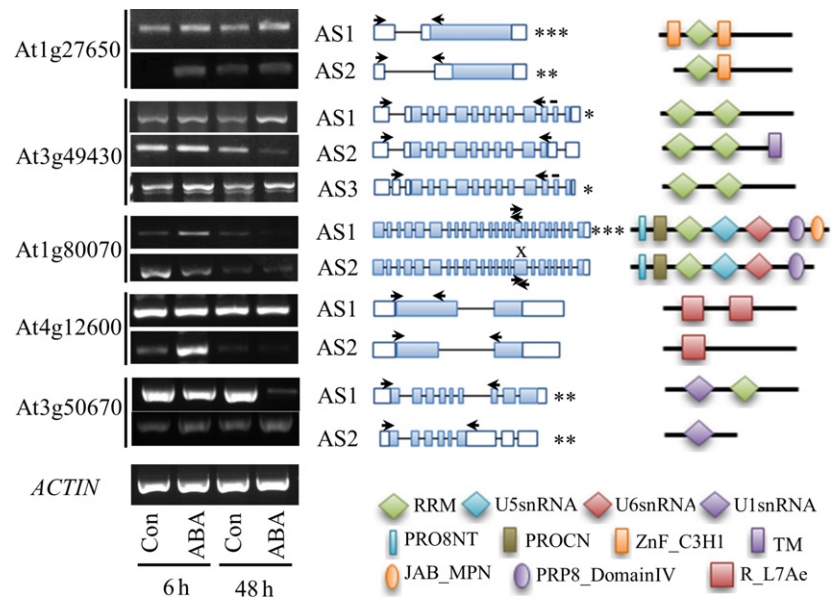 At1g27650
AS1 ***
AS2 **
At3g49430
AS1 *
AS2
AS3 *
At1g80070
AS1 ***
X
AS2
At4g12600
AS1
AS2
At3g50670
AS1 **
AS2 **
ACTIN
Con ABA Con ABA
6 h 48 h
RRM U5snRNA U6snRNA U1snRNA
PRO8NT PROCN ZnF_C3H1 TM
JAB_MPN PRP8_DomainIV R_L7Ae